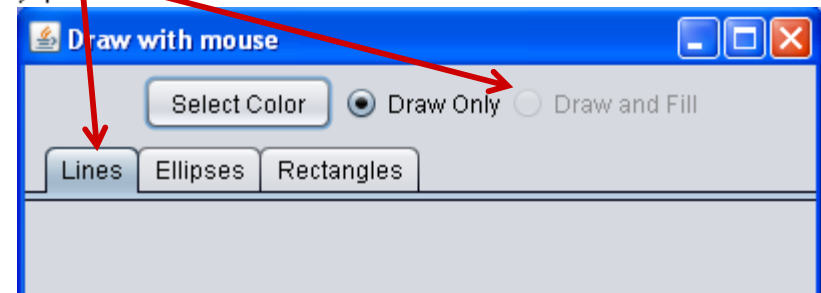 Draw with mouse
Select Color Draw Only Draw and Fill
Lines Ellipses Rectangles